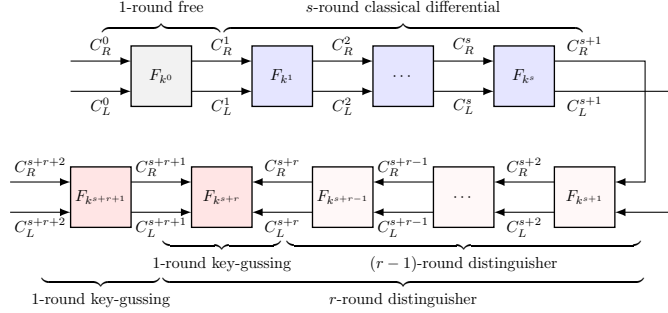 1-round free s-round classical differential
C_R^0 C_R^1 C_R^2 C_R^s C_R^{s+1}
F_{k^0} F_{k^1} ⋯ F_{k^s}
C_L^0 C_L^1 C_L^2 C_L^s C_L^{s+1}
C_R^{s+r+2} C_R^{s+r+1} C_R^{s+r} C_R^{s+r-1} C_R^{s+2}
F_{k^{s+r+1}} F_{k^{s+r}} F_{k^{s+r-1}} ⋯ F_{k^{s+1}}
C_L^{s+r+2} C_L^{s+r+1} C_L^{s+r} C_L^{s+r-1} C_L^{s+2}
1-round key-gussing (r − 1)-round distinguisher
1-round key-gussing r-round distinguisher